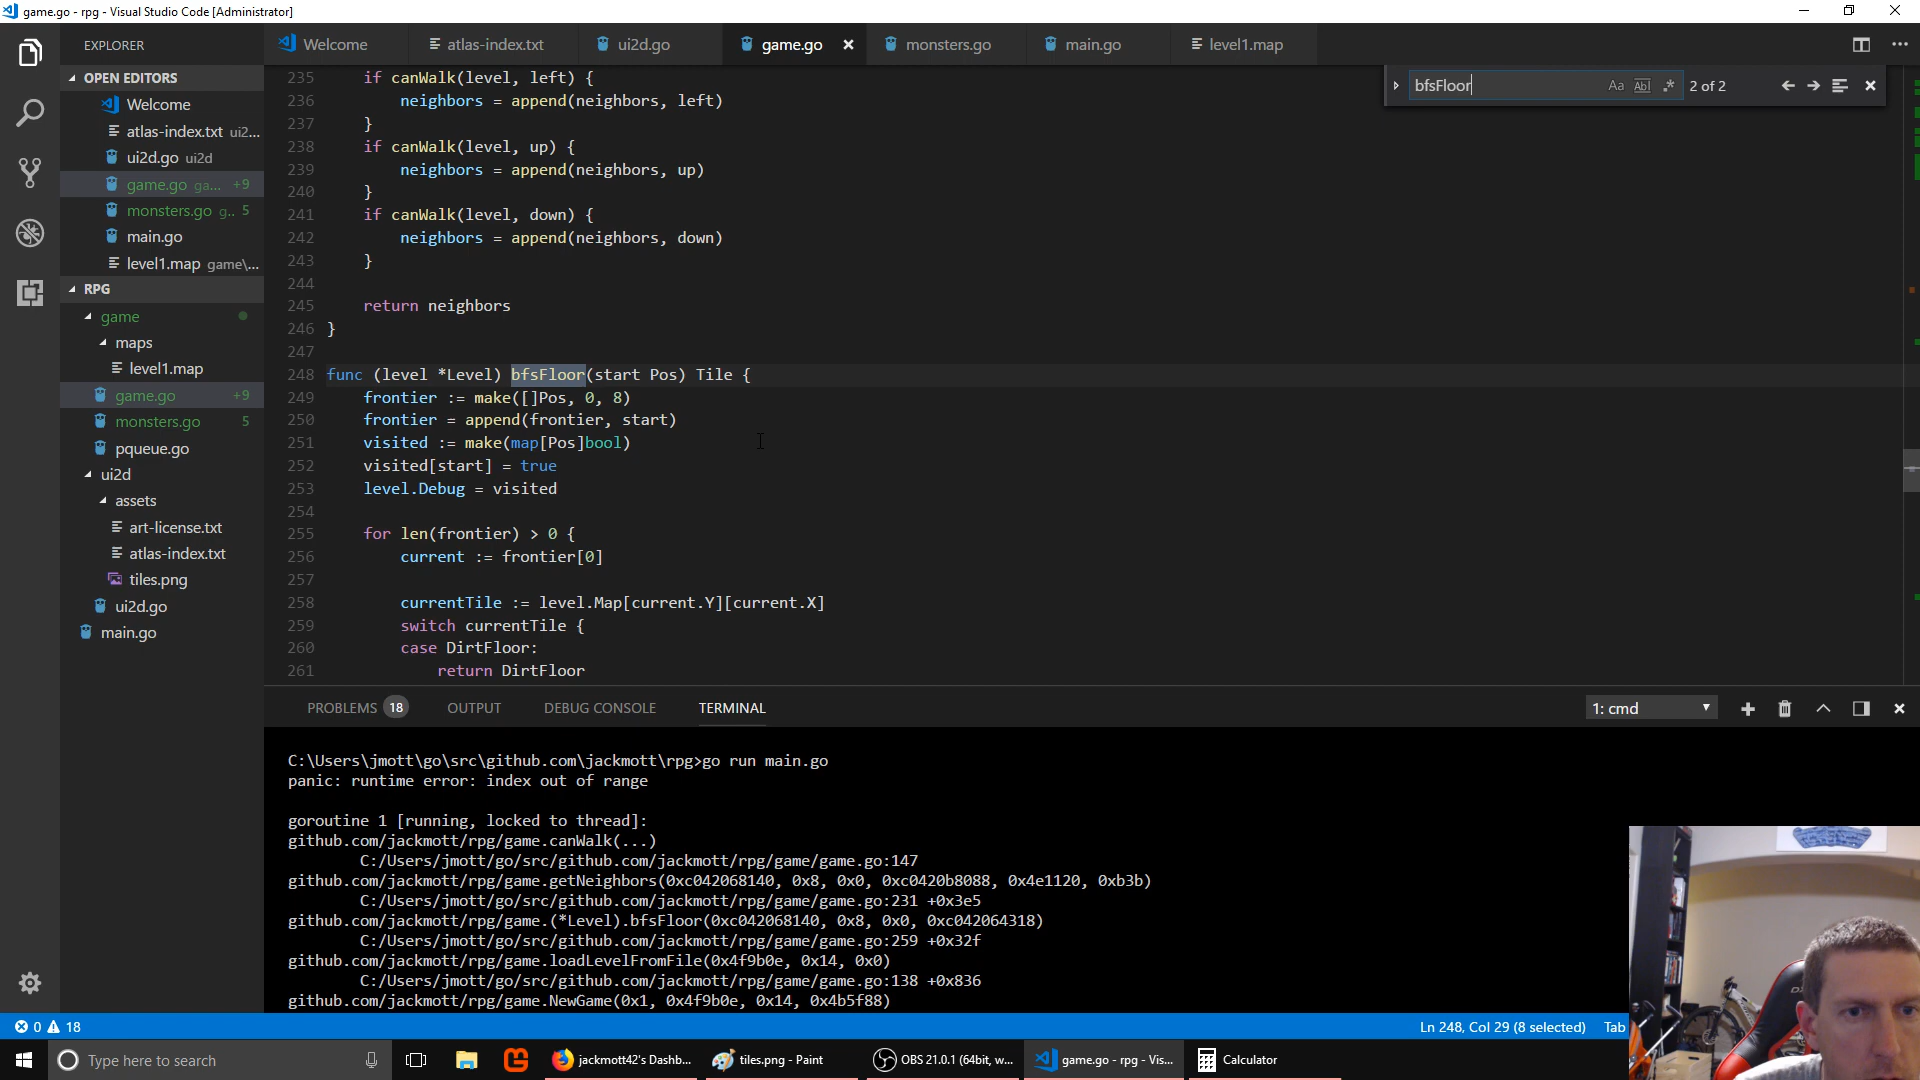 game.go - rpg - Visual Studio Code [Administrator]
EXPLORER
Welcome
atlas-index.txt
ui2d.go
game.go
monsters.go
main.go
level1.map
OPEN EDITORS
Welcome
atlas-index.txt ui2...
ui2d.go ui2d
game.go ga... +9
monsters.go g.. 5
main.go
level1.map game\...
RPG
game
maps
level1.map
game.go +9
monsters.go 5
pqueue.go
ui2d
assets
art-license.txt
atlas-index.txt
tiles.png
ui2d.go
main.go
bfsFloor
Aa Abl .* 2 of 2
235 if canWalk(level, left) {
236 neighbors = append(neighbors, left)
237 }
238 if canWalk(level, up) {
239 neighbors = append(neighbors, up)
240 }
241 if canWalk(level, down) {
242 neighbors = append(neighbors, down)
243 }
244
245 return neighbors
246 }
247
248 func (level *Level) bfsFloor(start Pos) Tile {
249 frontier := make([]Pos, 0, 8)
250 frontier = append(frontier, start)
251 visited := make(map[Pos]bool)
252 visited[start] = true
253 level.Debug = visited
254
255 for len(frontier) > 0 {
256 current := frontier[0]
257
258 currentTile := level.Map[current.Y][current.X]
259 switch currentTile {
260 case DirtFloor:
261 return DirtFloor
PROBLEMS 18
OUTPUT
DEBUG CONSOLE
TERMINAL
1: cmd
C:\Users\jmott\go\src\github.com\jackmott\rpg>go run main.go
panic: runtime error: index out of range
goroutine 1 [running, locked to thread]:
github.com/jackmott/rpg/game.canWalk(...)
C:/Users/jmott/go/src/github.com/jackmott/rpg/game/game.go:147
github.com/jackmott/rpg/game.getNeighbors(0xc042068140, 0x8, 0x0, 0xc0420b8088, 0x4e1120, 0xb3b)
C:/Users/jmott/go/src/github.com/jackmott/rpg/game/game.go:231 +0x3e5
github.com/jackmott/rpg/game.(*Level).bfsFloor(0xc042068140, 0x8, 0x0, 0xc042064318)
C:/Users/jmott/go/src/github.com/jackmott/rpg/game/game.go:259 +0x32f
github.com/jackmott/rpg/game.loadLevelFromFile(0x4f9b0e, 0x14, 0x0)
C:/Users/jmott/go/src/github.com/jackmott/rpg/game/game.go:138 +0x836
github.com/jackmott/rpg/game.NewGame(0x1, 0x4f9b0e, 0x14, 0x4b5f88)
0 18
Ln 248, Col 29 (8 selected)
Tab
Type here to search
jackmott42's Dashb...
tiles.png - Paint
OBS 21.0.1 (64bit, w...
game.go - rpg - Vis...
Calculator